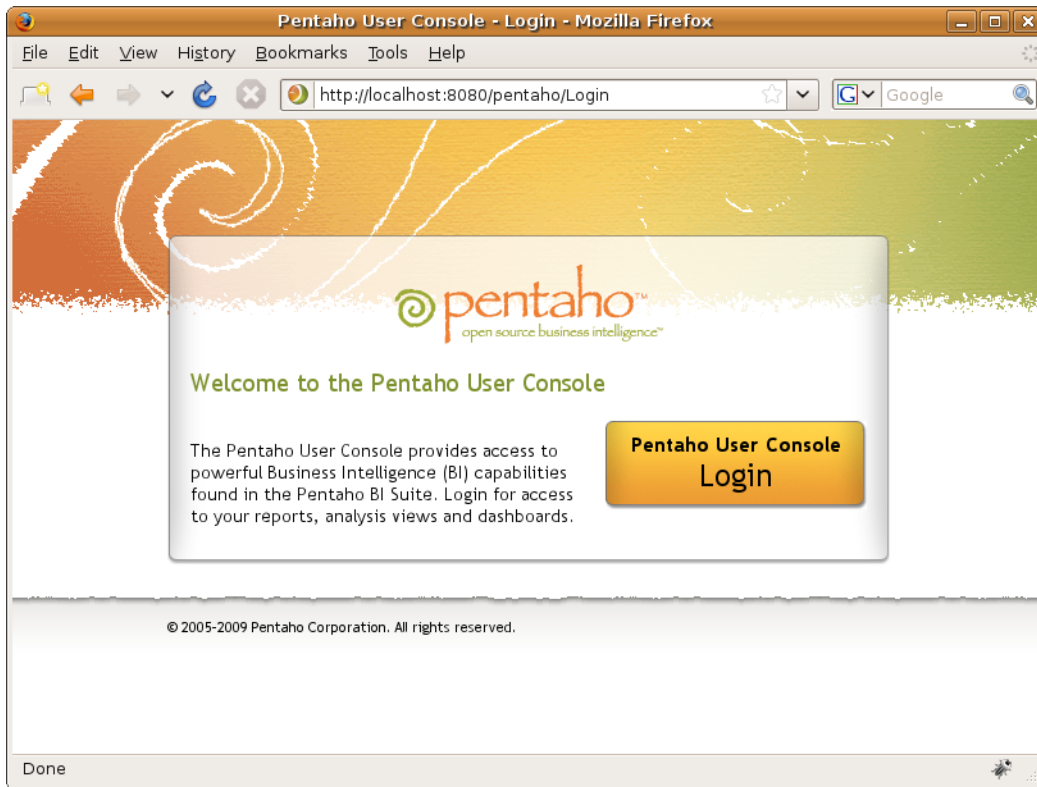 Pentaho User Console - Login - Mozilla Firefox
File Edit View History Bookmarks Tools Help
http://localhost:8080/pentaho/Login
G
Google
pentaho™
open source business intelligence™
Welcome to the Pentaho User Console
The Pentaho User Console provides access to
powerful Business Intelligence (BI) capabilities
found in the Pentaho BI Suite. Login for access
to your reports, analysis views and dashboards.
Pentaho User Console
Login
© 2005-2009 Pentaho Corporation. All rights reserved.
Done